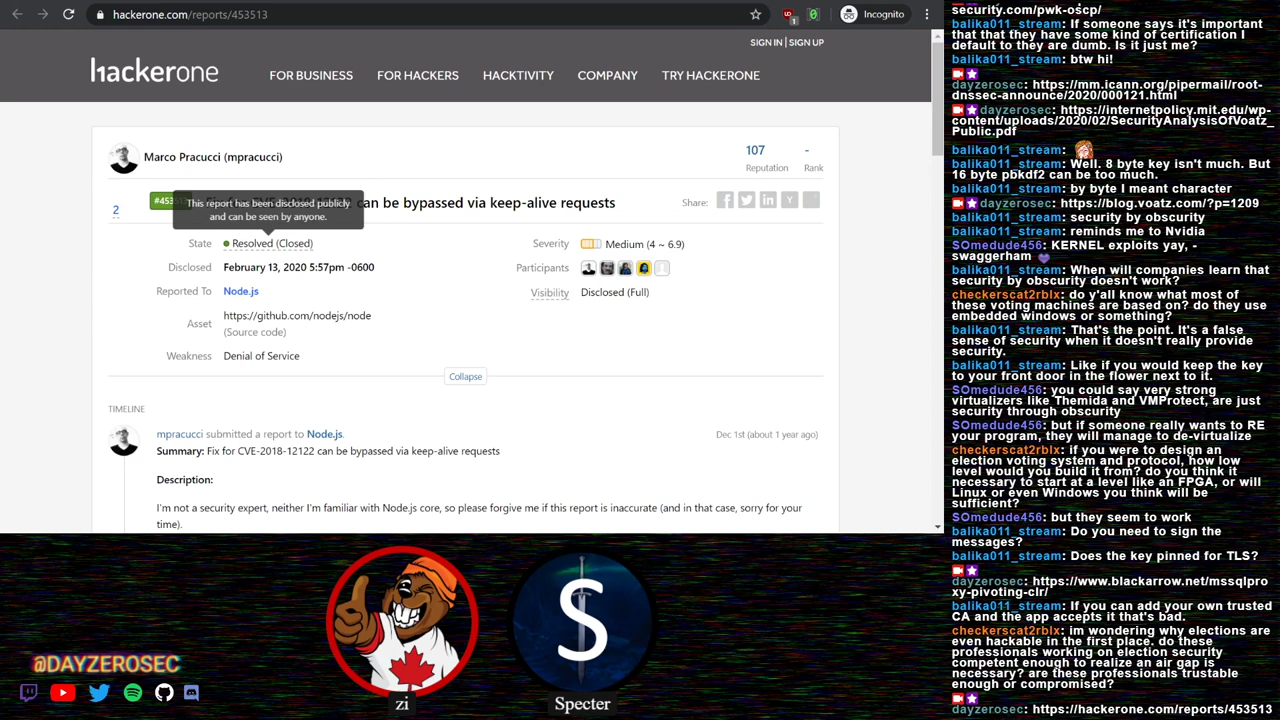 hackerone.com/reports/453513
1
Incognito
SIGN IN | SIGN UP
hackerone
FOR BUSINESS
FOR HACKERS
HACKTIVITY
COMPANY
TRY HACKERONE
Marco Pracucci (mpracucci)
107
Reputation
-
Rank
2
This report has been disclosed publicly
and can be seen by anyone.
can be bypassed via keep-alive requests
Share:
State
Resolved (Closed)
Severity
Medium (4 ~ 6.9)
Disclosed
February 13, 2020 5:57pm -0600
Participants
Reported To
Node.js
Visibility
Disclosed (Full)
Asset
https://github.com/nodejs/node
(Source code)
Weakness
Denial of Service
Collapse
TIMELINE
mpracucci submitted a report to Node.js.
Dec 1st (about 1 year ago)
Summary: Fix for CVE-2018-12122 can be bypassed via keep-alive requests
Description:
I'm not a security expert, neither I'm familiar with Node.js core, so please forgive me if this report is inaccurate (and in that case, sorry for your
time).
@DAYZEROSEC
zi
S
Specter
security.com/pwk-oscp/
balika011_stream: If someone says it's important
that that they have some kind of certification I
default to they are dumb. Is it just me?
balika011_stream: btw hi!
dayzerosec: https://mm.icann.org/pipermail/root-
dnssec-announce/2020/000121.html
dayzerosec: https://internetpolicy.mit.edu/wp-
content/uploads/2020/02/SecurityAnalysisOfVoatz_
Public.pdf
balika011_stream:
balika011_stream: Well. 8 byte key isn't much. But
16 byte pbkdf2 can be too much.
balika011_stream: by byte I meant character
dayzerosec: https://blog.voatz.com/?p=1209
balika011_stream: security by obscurity
balika011_stream: reminds me to Nvidia
SOmedude456: KERNEL exploits yay, -
swaggerham
balika011_stream: When will companies learn that
security by obscurity doesn't work?
checkerscat2rblx: do y'all know what most of
these voting machines are based on? do they use
embedded windows or something?
balika011_stream: That's the point. It's a false
sense of security when it doesn't really provide
security.
balika011_stream: Like if you would keep the key
to your front door in the flower next to it.
SOmedude456: you could say very strong
virtualizers like Themida and VMProtect, are just
security through obscurity
SOmedude456: but if someone really wants to RE
your program, they will manage to de-virtualize
checkerscat2rblx: if you were to design an
election voting system and protocol, how low
level would you build it from? do you think it
necessary to start at a level like an FPGA, or will
Linux or even Windows you think will be
sufficient?
SOmedude456: but they seem to work
balika011_stream: Do you need to sign the
messages?
balika011_stream: Does the key pinned for TLS?
dayzerosec: https://www.blackarrow.net/mssqlpro
xy-pivoting-clr/
balika011_stream: If you can add your own trusted
CA and the app accepts it that's bad.
checkerscat2rblx: im wondering why elections are
even hackable in the first place. do these
professionals working on election security
competent enough to realize an air gap is
necessary? are these professionals trustable
enough or compromised?
dayzerosec: https://hackerone.com/reports/453513